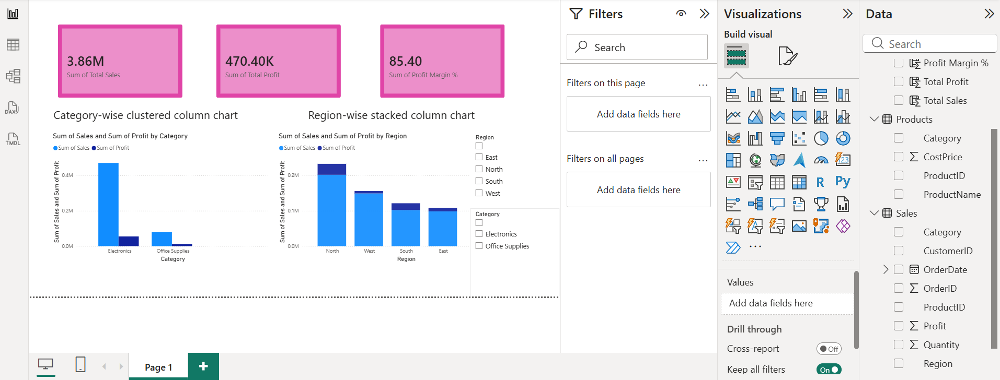 DAX
TMDL
3.86M
Sum of Total Sales
470.40K
Sum of Total Profit
85.40
Sum of Profit Margin %
Category-wise clustered column chart
Region-wise stacked column chart
Sum of Sales and Sum of Profit by Category
Sum of Sales Sum of Profit
Sum of Sales and Sum of Profit
0.4M
0.2M
0.0M
Electronics
Office Supplies
Category
Sum of Sales and Sum of Profit by Region
Sum of Sales Sum of Profit
Sum of Sales and Sum of Profit
0.2M
0.1M
0.0M
North
West
South
East
Region
Region
East
North
South
West
Category
Electronics
Office Supplies
Page 1
Filters
Search
Filters on this page
Add data fields here
Filters on all pages
Add data fields here
Visualizations
Build visual
123
R
Py
Values
Add data fields here
Drill through
Cross-report
Off
Keep all filters
On
Data
Search
Profit Margin %
Total Profit
Total Sales
Products
Category
CostPrice
ProductID
ProductName
Sales
Category
CustomerID
OrderDate
OrderID
ProductID
Profit
Quantity
Region